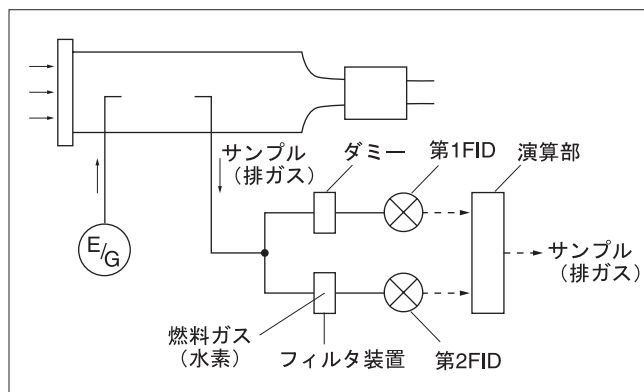 サンプル
(排ガス)
ダミー
第1FID
演算部
E/G
サンプル
(排ガス)
燃料ガス
(水素)
フィルタ装置
第2FID